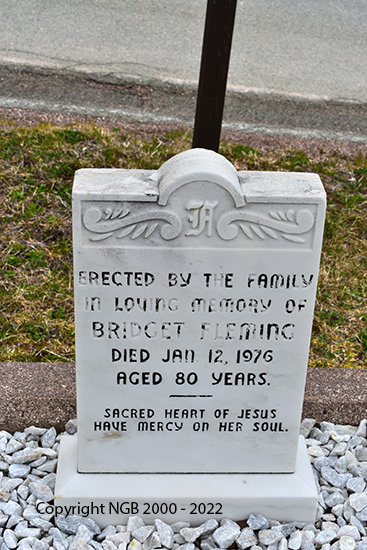 ERECTED BY THE FAMILY
IN LOVING MEMORY OF
BRIDGET FLEMING
DIED JAN. 12, 1976
AGED 80 YEARS.
SACRED HEART OF JESUS
HAVE MERCY ON HER SOUL.
Copyright NGB 2000 - 2022